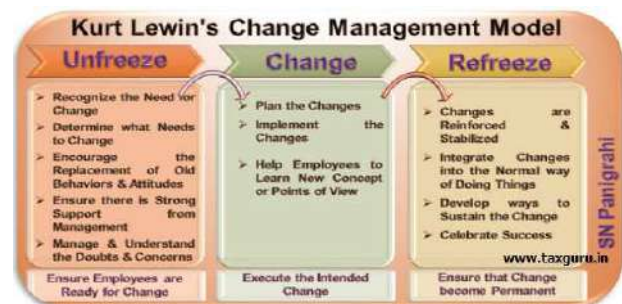 Kurt Lewin's Change Management Model
Unfreeze
Change
Refreeze
➤ Recognize the Need for
Change
➤ Determine what Needs
to Change
➤ Encourage the
Replacement of Old
Behaviors & Attitudes
➤ Ensure there is Strong
Support from
Management
➤ Manage & Understand
the Doubts & Concerns
Ensure Employees are
Ready for Change
➤ Plan the Changes
➤ Implement the
Changes
➤ Help Employees to
Learn New Concept
or Points of View
Execute the Intended
Change
➤ Changes are
Reinforced &
Stabilized
➤ Integrate Changes
into the Normal way
of Doing Things
➤ Develop ways to
Sustain the Change
➤ Celebrate Success
www.taxguru.in
Ensure that Change
become Permanent
SN Panigrahi